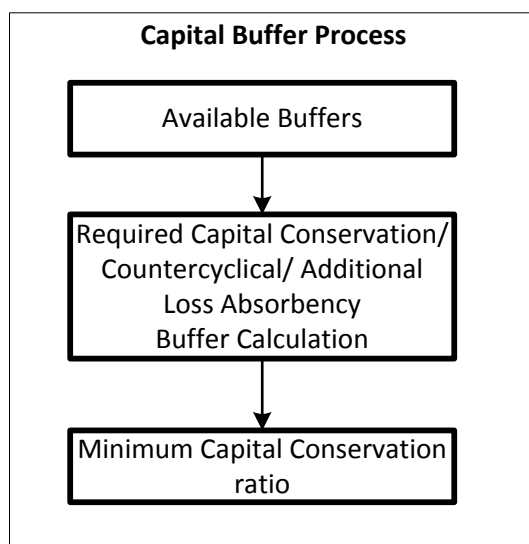 Capital Buffer Process
Available Buffers
Required Capital Conservation/
Countercyclical/ Additional
Loss Absorbency
Buffer Calculation
Minimum Capital Conservation
ratio